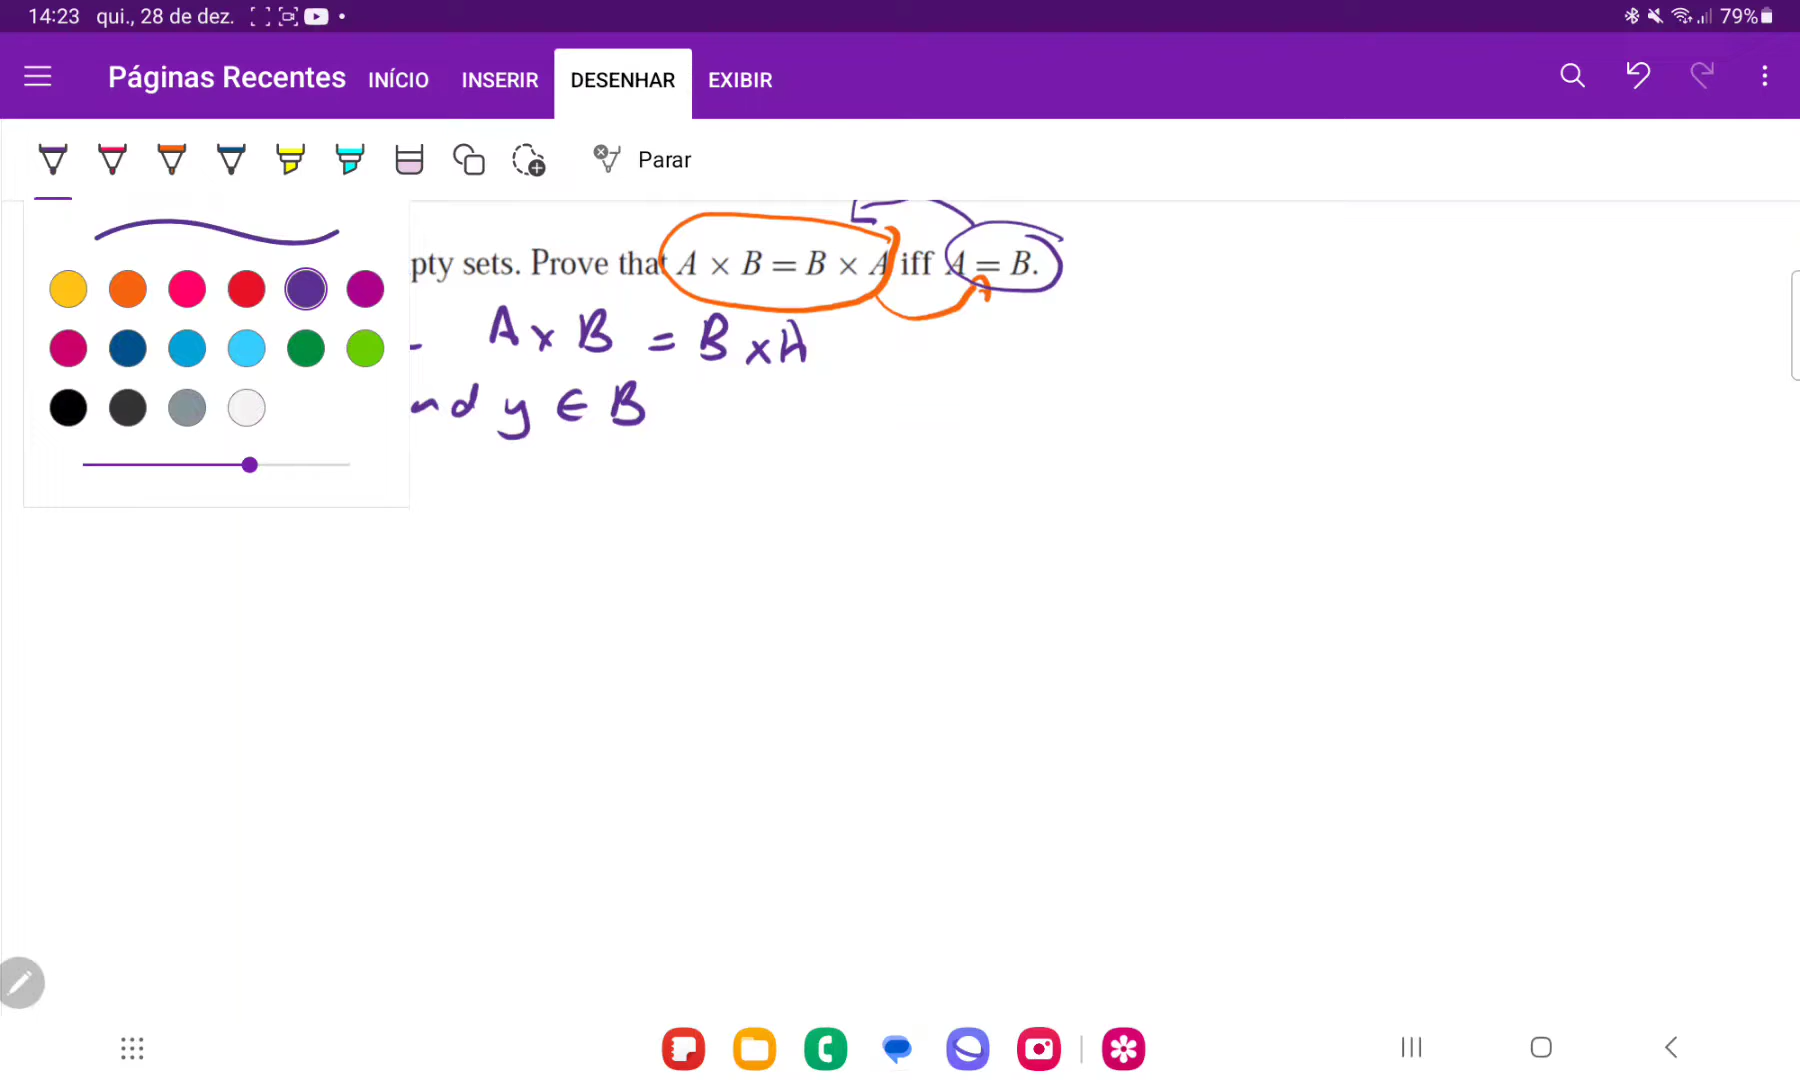 14:23 qui., 28 de dez. 79%
Páginas Recentes INÍCIO INSERIR DESENHAR EXIBIR
Parar
pty sets. Prove that A × B = B × A iff A = B.
A × B = B × A
nd y ∈ B